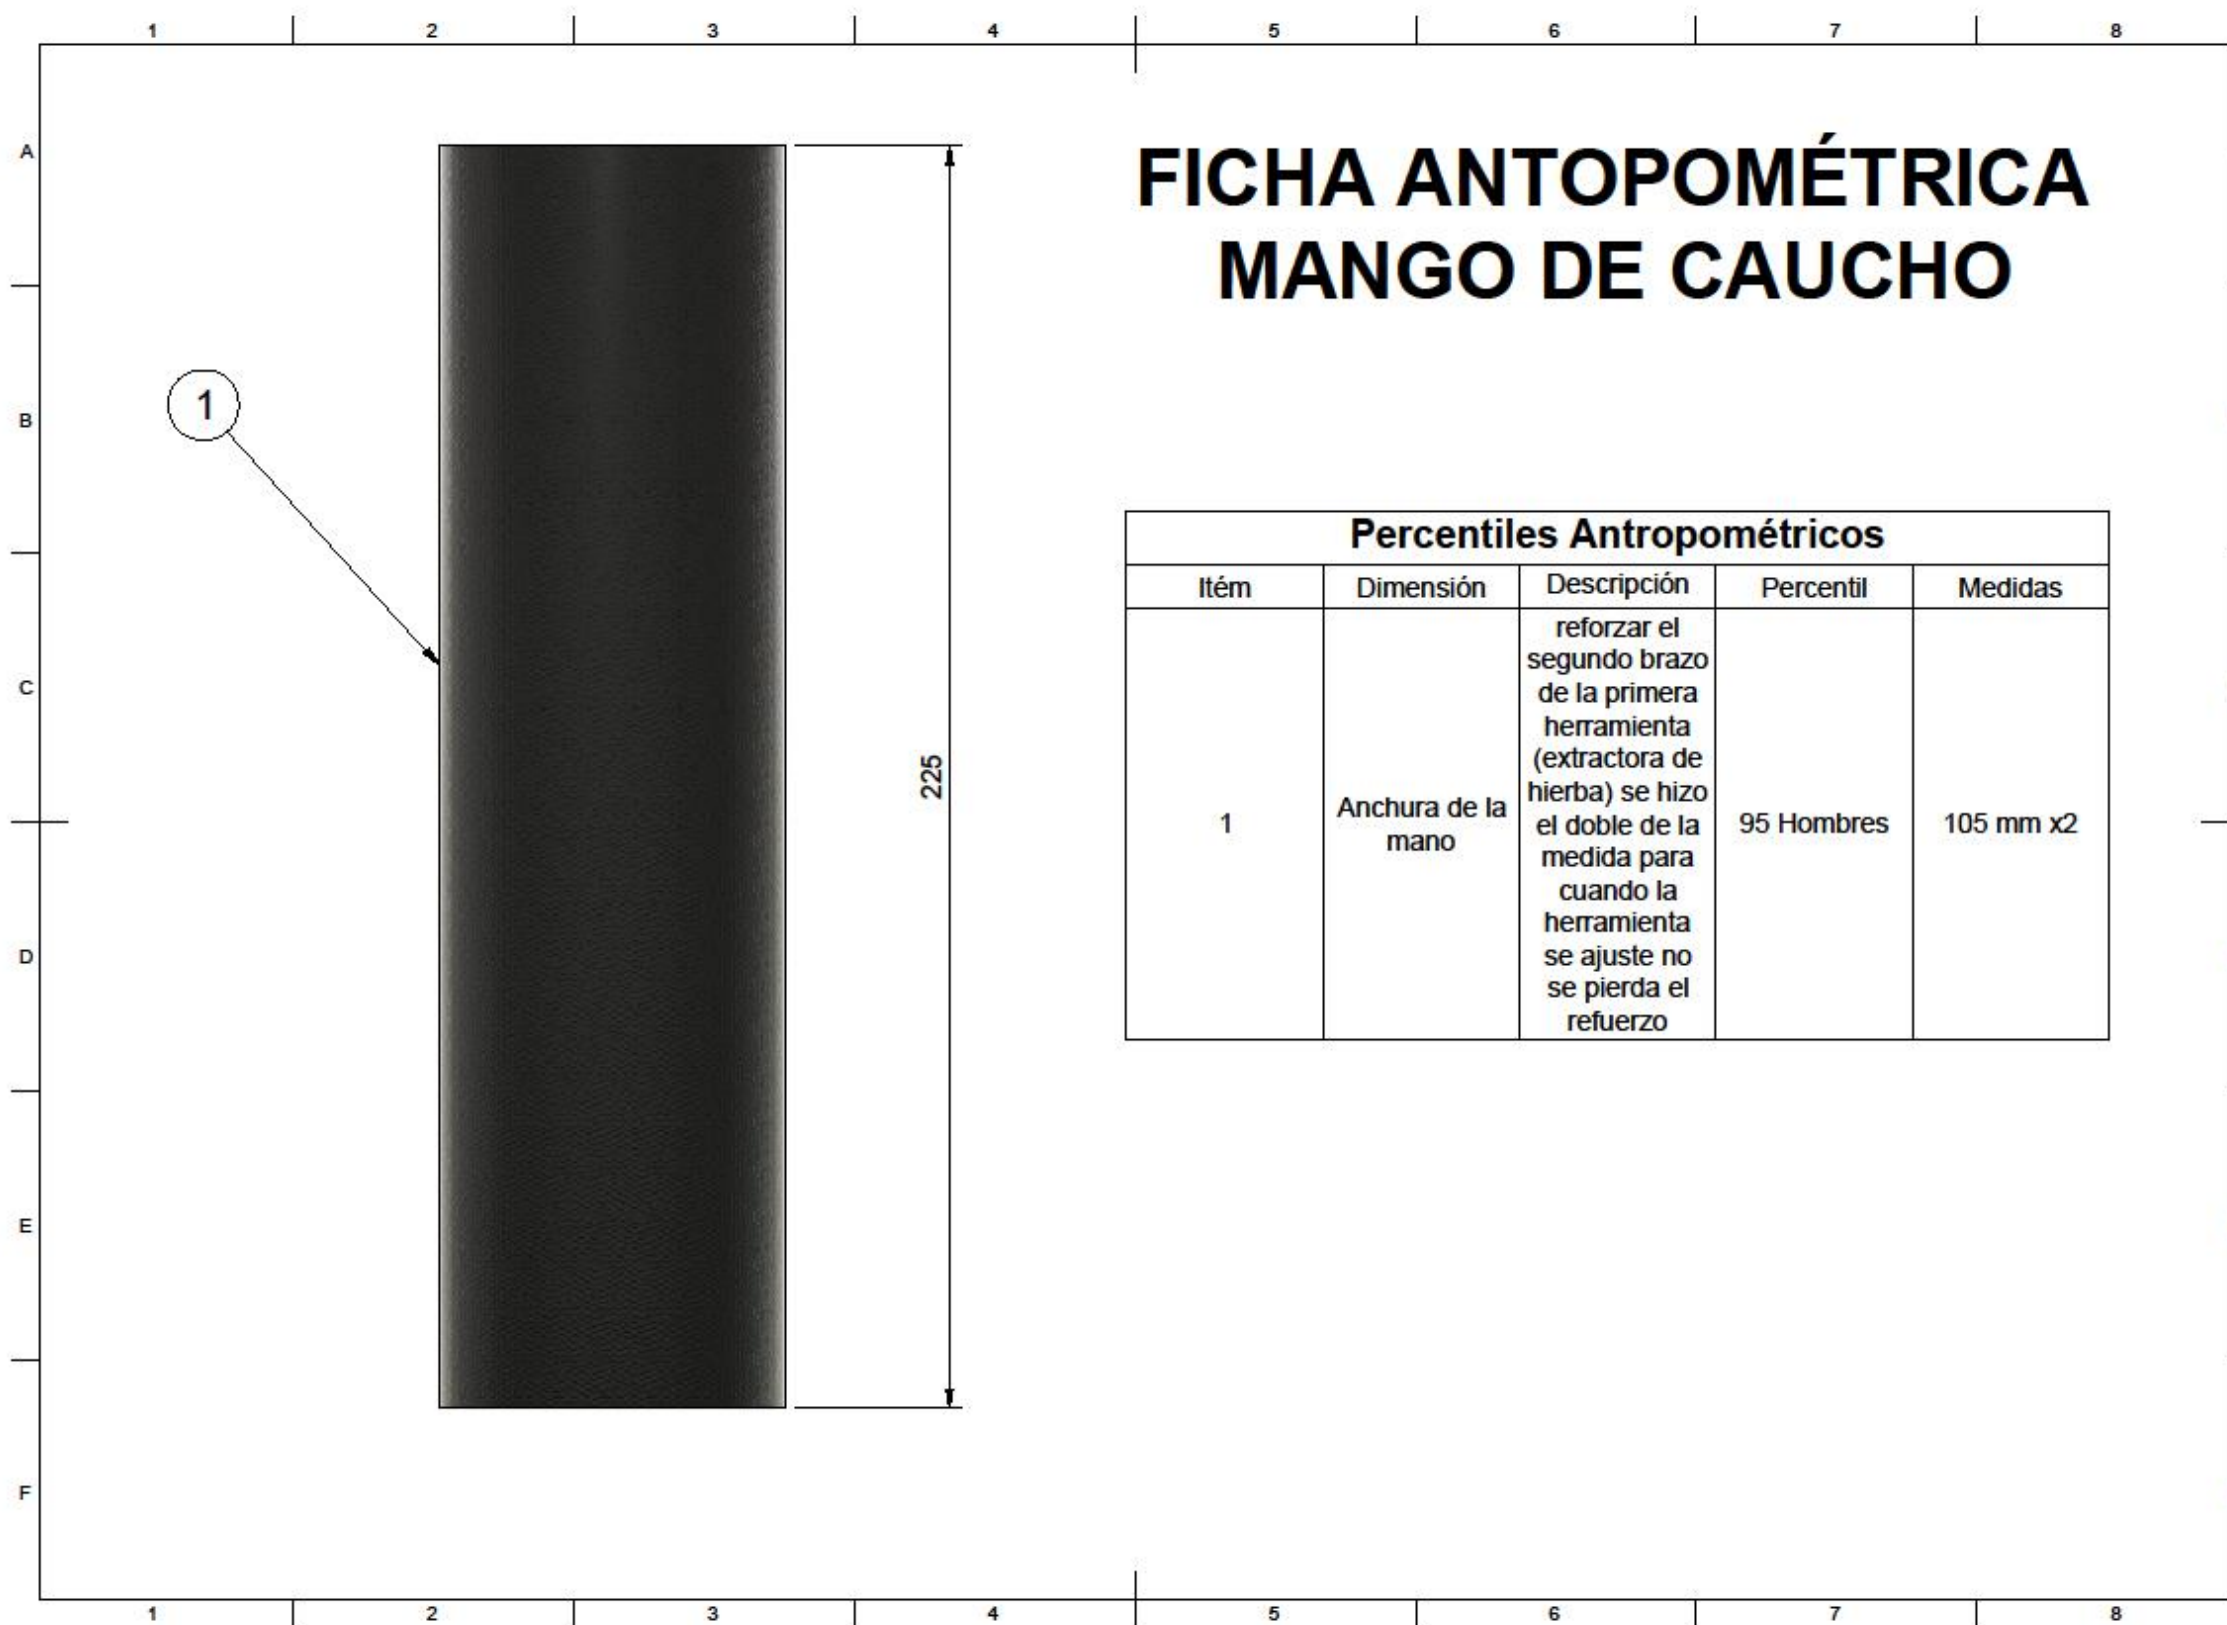 1 2 3 4 5 6 7 8
A
B
C
D
E
F
1
225
FICHA ANTOPOMÉTRICA
MANGO DE CAUCHO
Percentiles Antropométricos
Itém Dimensión Descripción Percentil Medidas
1
Anchura de la
mano
reforzar el
segundo brazo
de la primera
herramienta
(extractora de
hierba) se hizo
el doble de la
medida para
cuando la
herramienta
se ajuste no
se pierda el
refuerzo
95 Hombres
105 mm x2
1 2 3 4 5 6 7 8